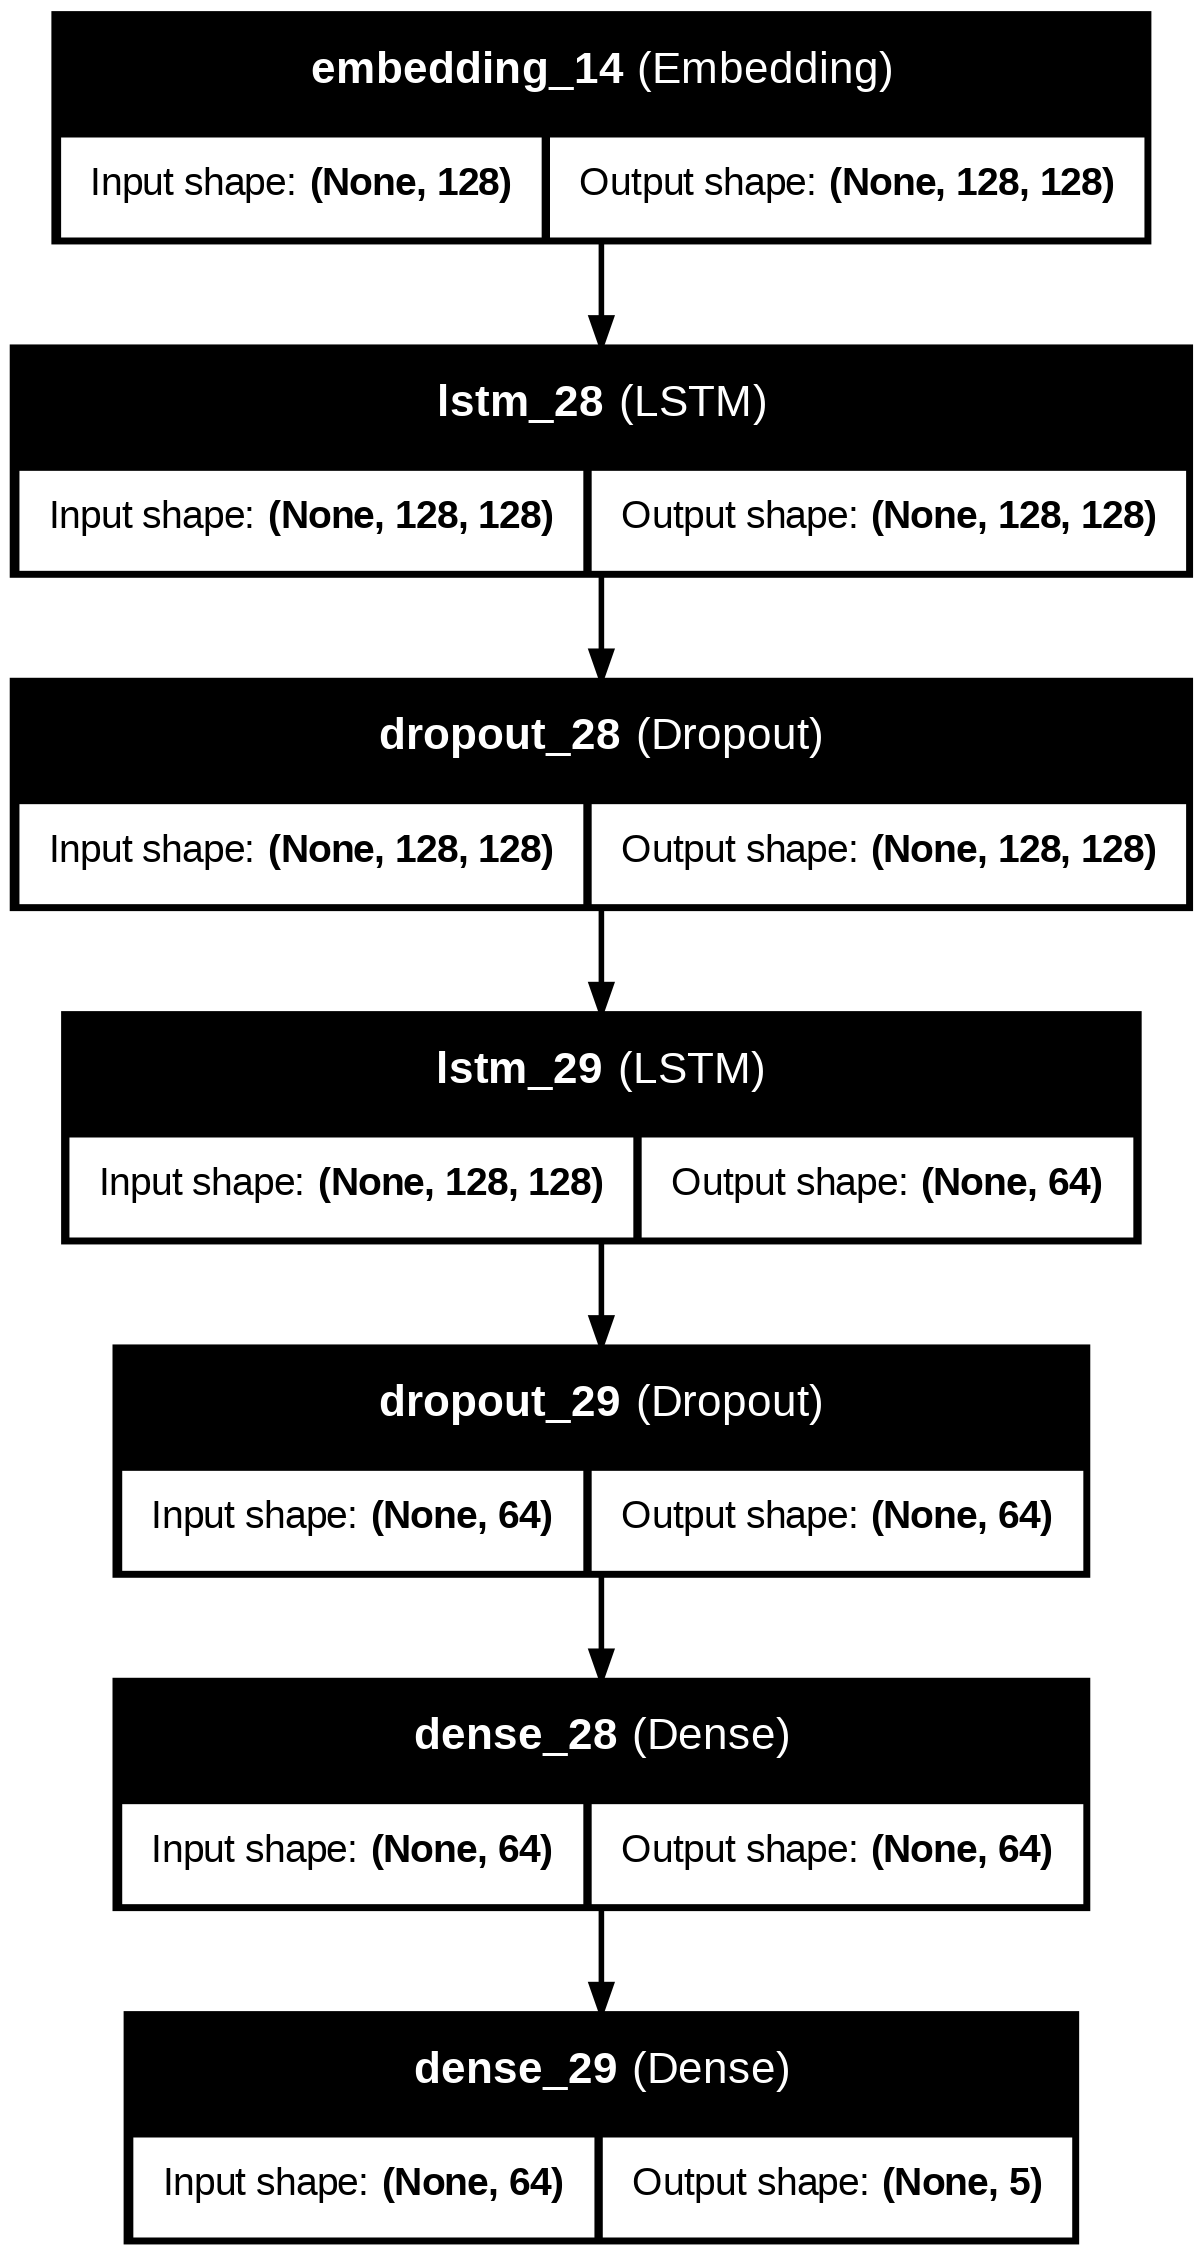 embedding_14 (Embedding)
Input shape: (None, 128) Output shape: (None, 128, 128)
lstm_28 (LSTM)
Input shape: (None, 128, 128) Output shape: (None, 128, 128)
dropout_28 (Dropout)
Input shape: (None, 128, 128) Output shape: (None, 128, 128)
lstm_29 (LSTM)
Input shape: (None, 128, 128) Output shape: (None, 64)
dropout_29 (Dropout)
Input shape: (None, 64) Output shape: (None, 64)
dense_28 (Dense)
Input shape: (None, 64) Output shape: (None, 64)
dense_29 (Dense)
Input shape: (None, 64) Output shape: (None, 5)